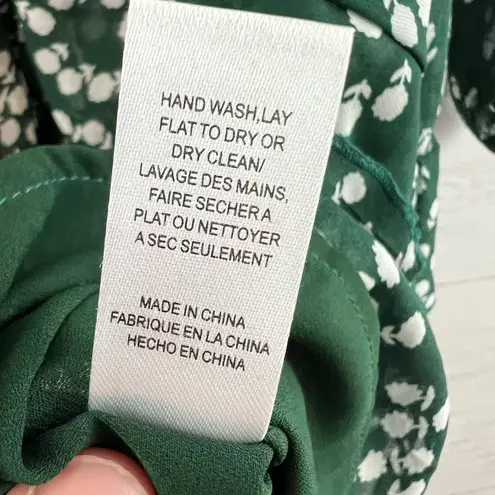 HAND WASH,LAY
FLAT TO DRY OR
DRY CLEAN/
LAVAGE DES MAINS,
FAIRE SECHER A
PLAT OU NETTOYER
A SEC SEULEMENT
MADE IN CHINA
FABRIQUE EN LA CHINA
HECHO EN CHINA